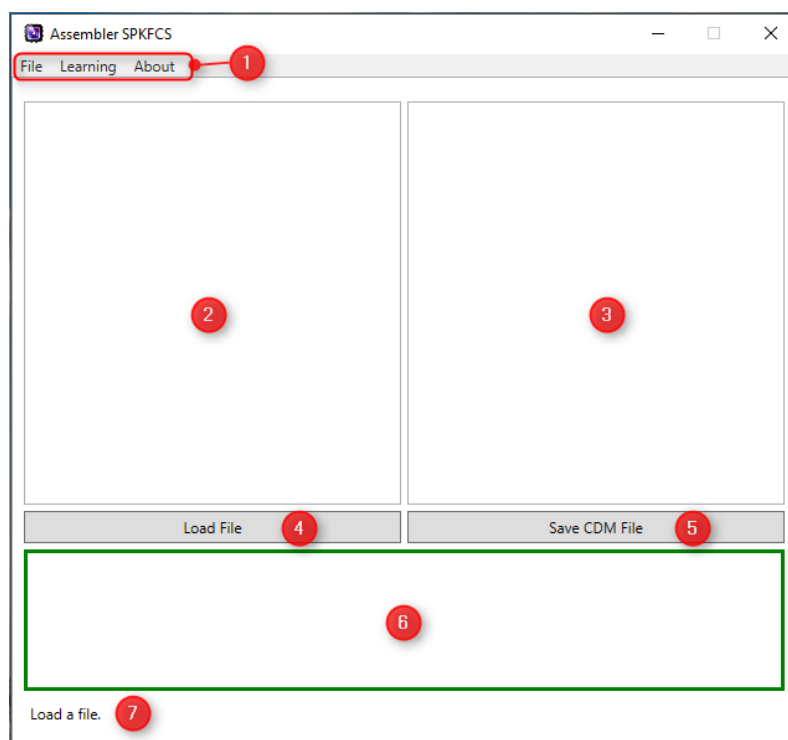 Assembler SPKFCS
File Learning About 1
2
3
Load File 4
Save CDM File 5
6
Load a file. 7